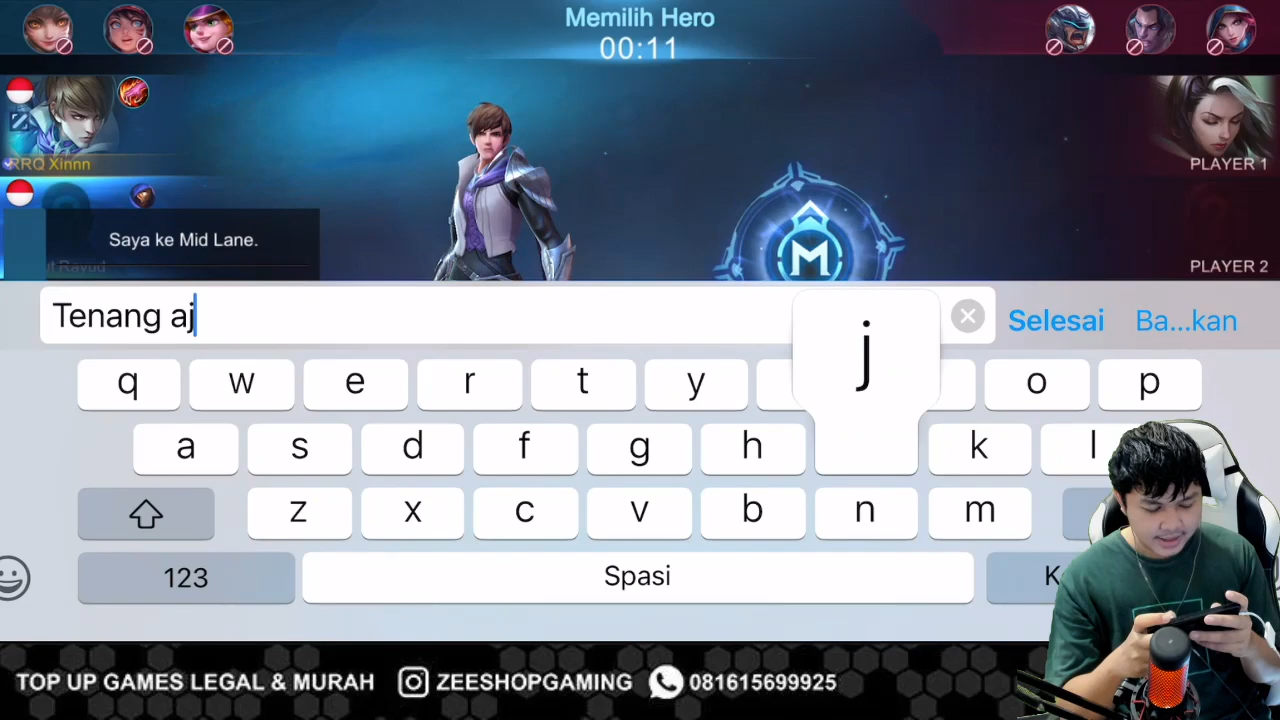 Memilih Hero
00:11
RRQ Xinnn
PLAYER 1
Saya ke Mid Lane.
PLAYER 2
M
Tenang aj
j
Selesai
Ba...kan
q w e r t y o p
a s d f g h k l
z x c v b n m
123
Spasi
K
TOP UP GAMES LEGAL & MURAH
ZEESHOPGAMING
081615699925